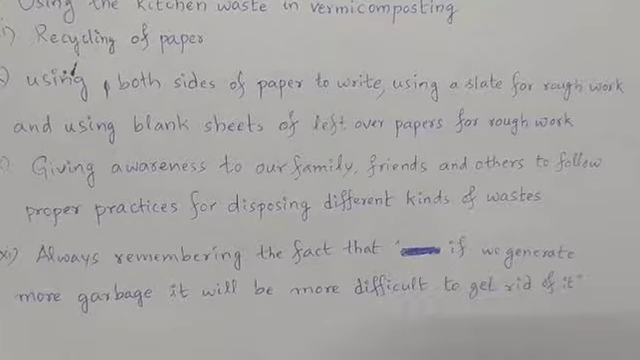 Using the kitchen waste in vermicomposting
i) Recycling of paper
) using both sides of paper to write, using a slate for rough work
and using blank sheets of left over papers for rough work
) Giving awareness to our family, friends and others to follow
proper practices for disposing different kinds of wastes
xi) Always remembering the fact that " if we generate
more garbage it will be more difficult to get rid of it"